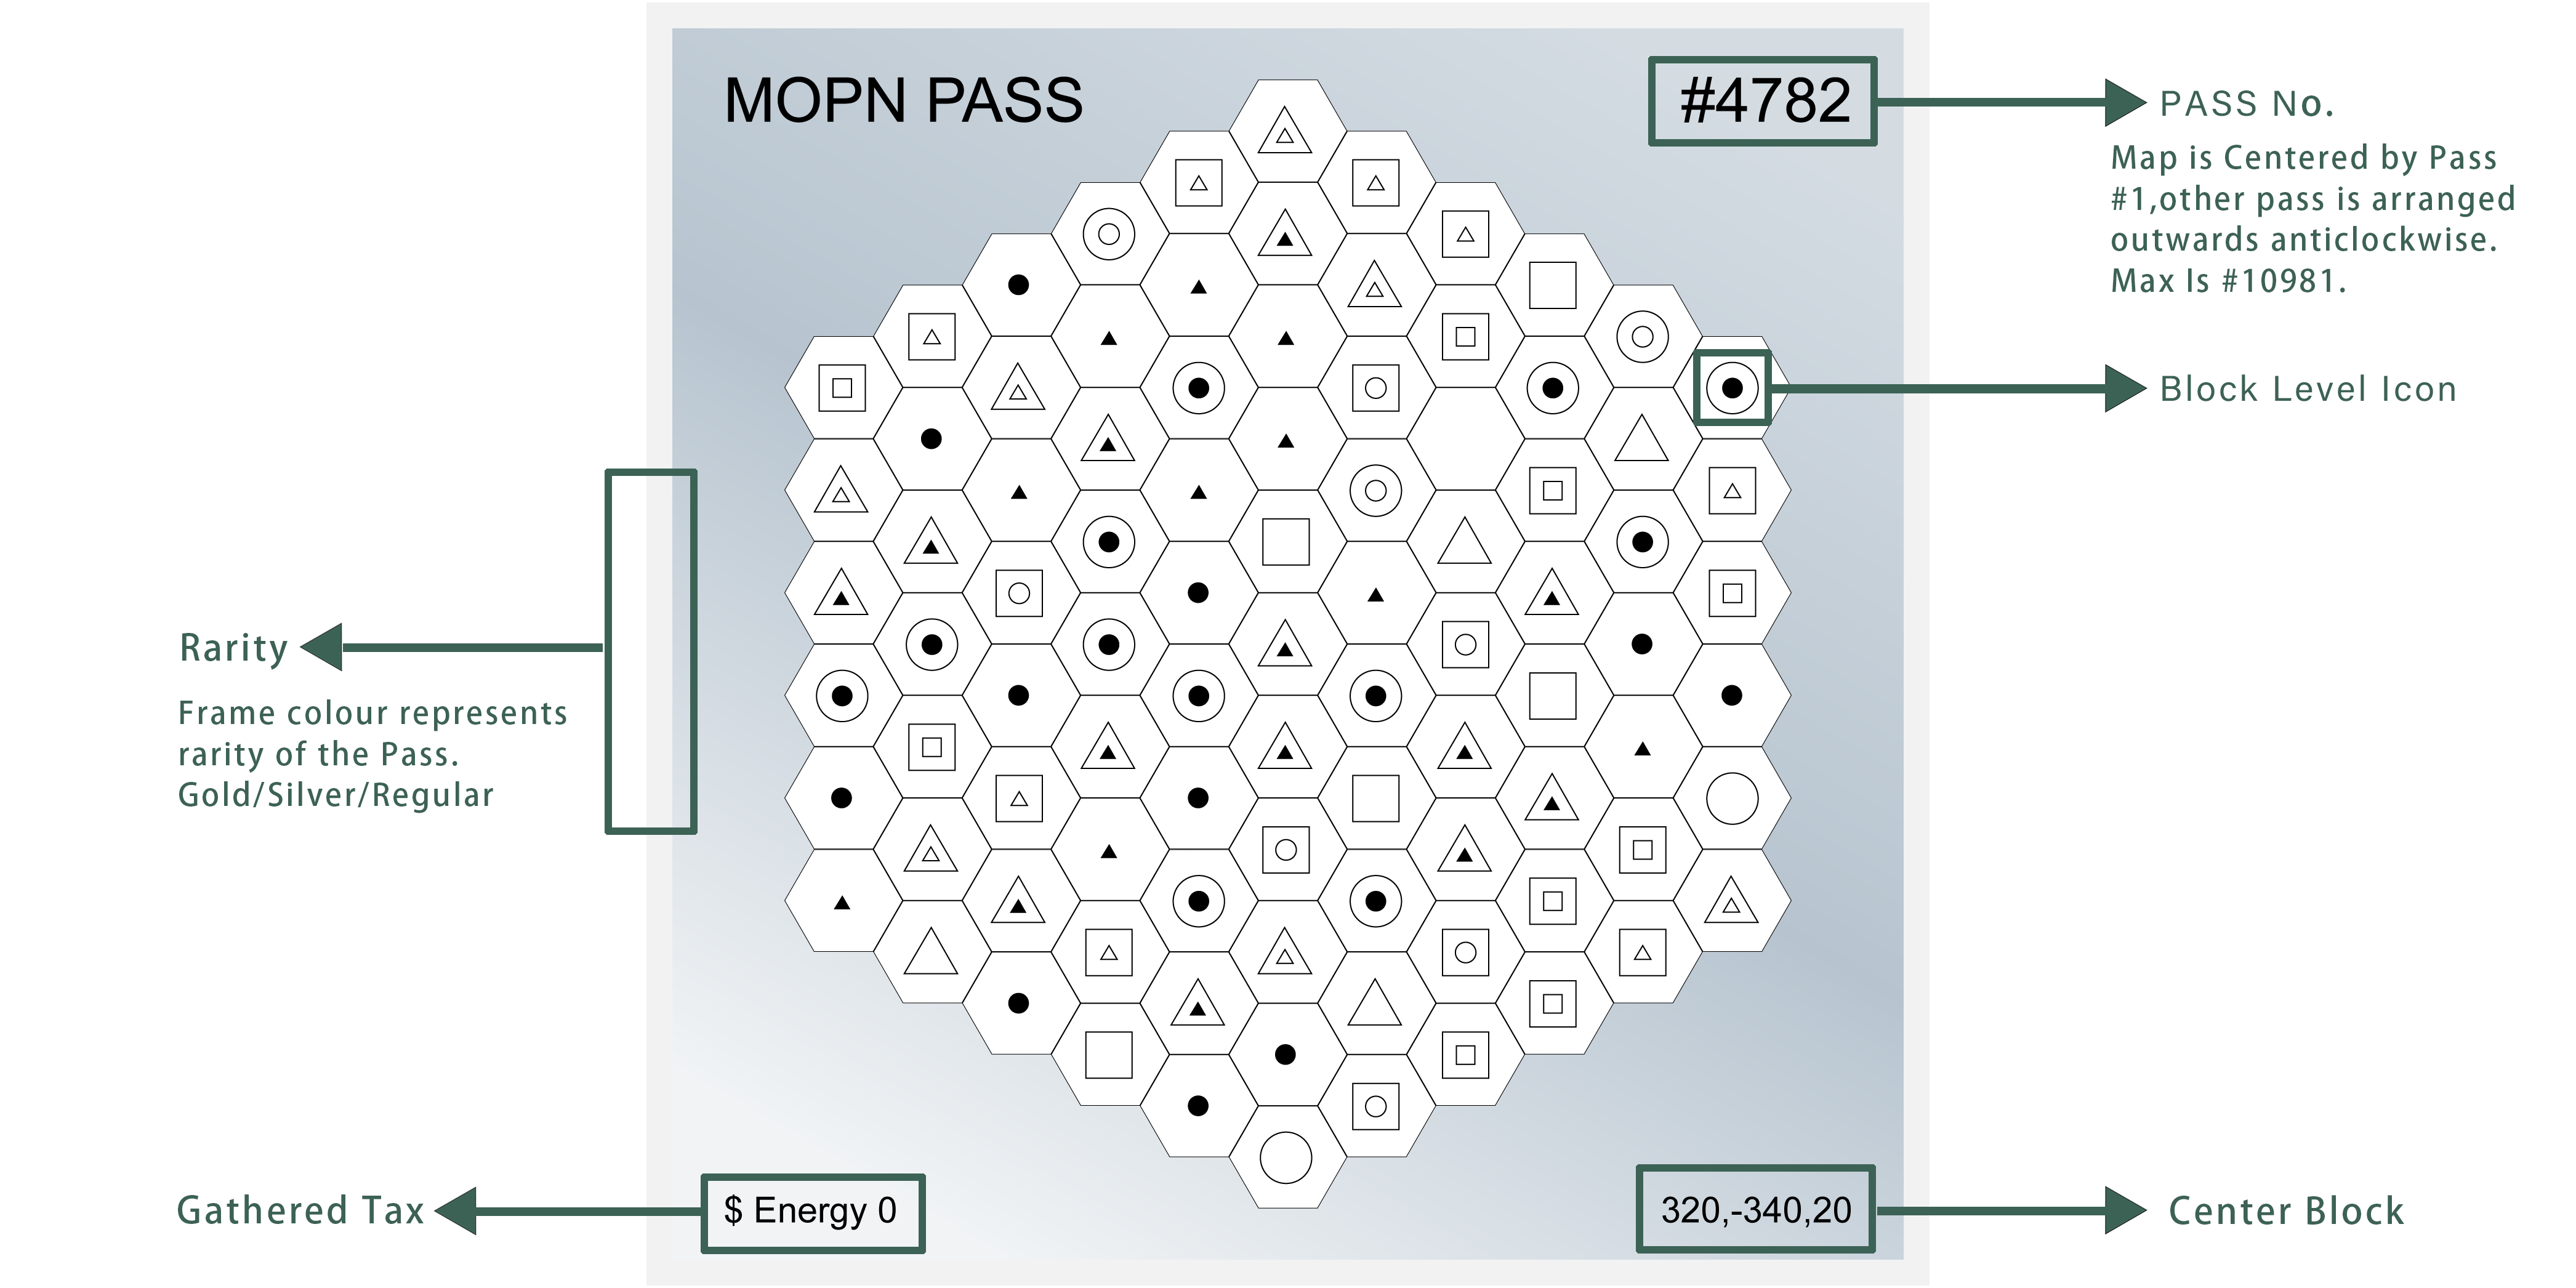 MOPN PASS
#4782
PASS No.
Map is Centered by Pass
#1,other pass is arranged
outwards anticlockwise.
Max Is #10981.
Block Level Icon
Rarity
Frame colour represents
rarity of the Pass.
Gold/Silver/Regular
Gathered Tax
$ Energy 0
320,-340,20
Center Block